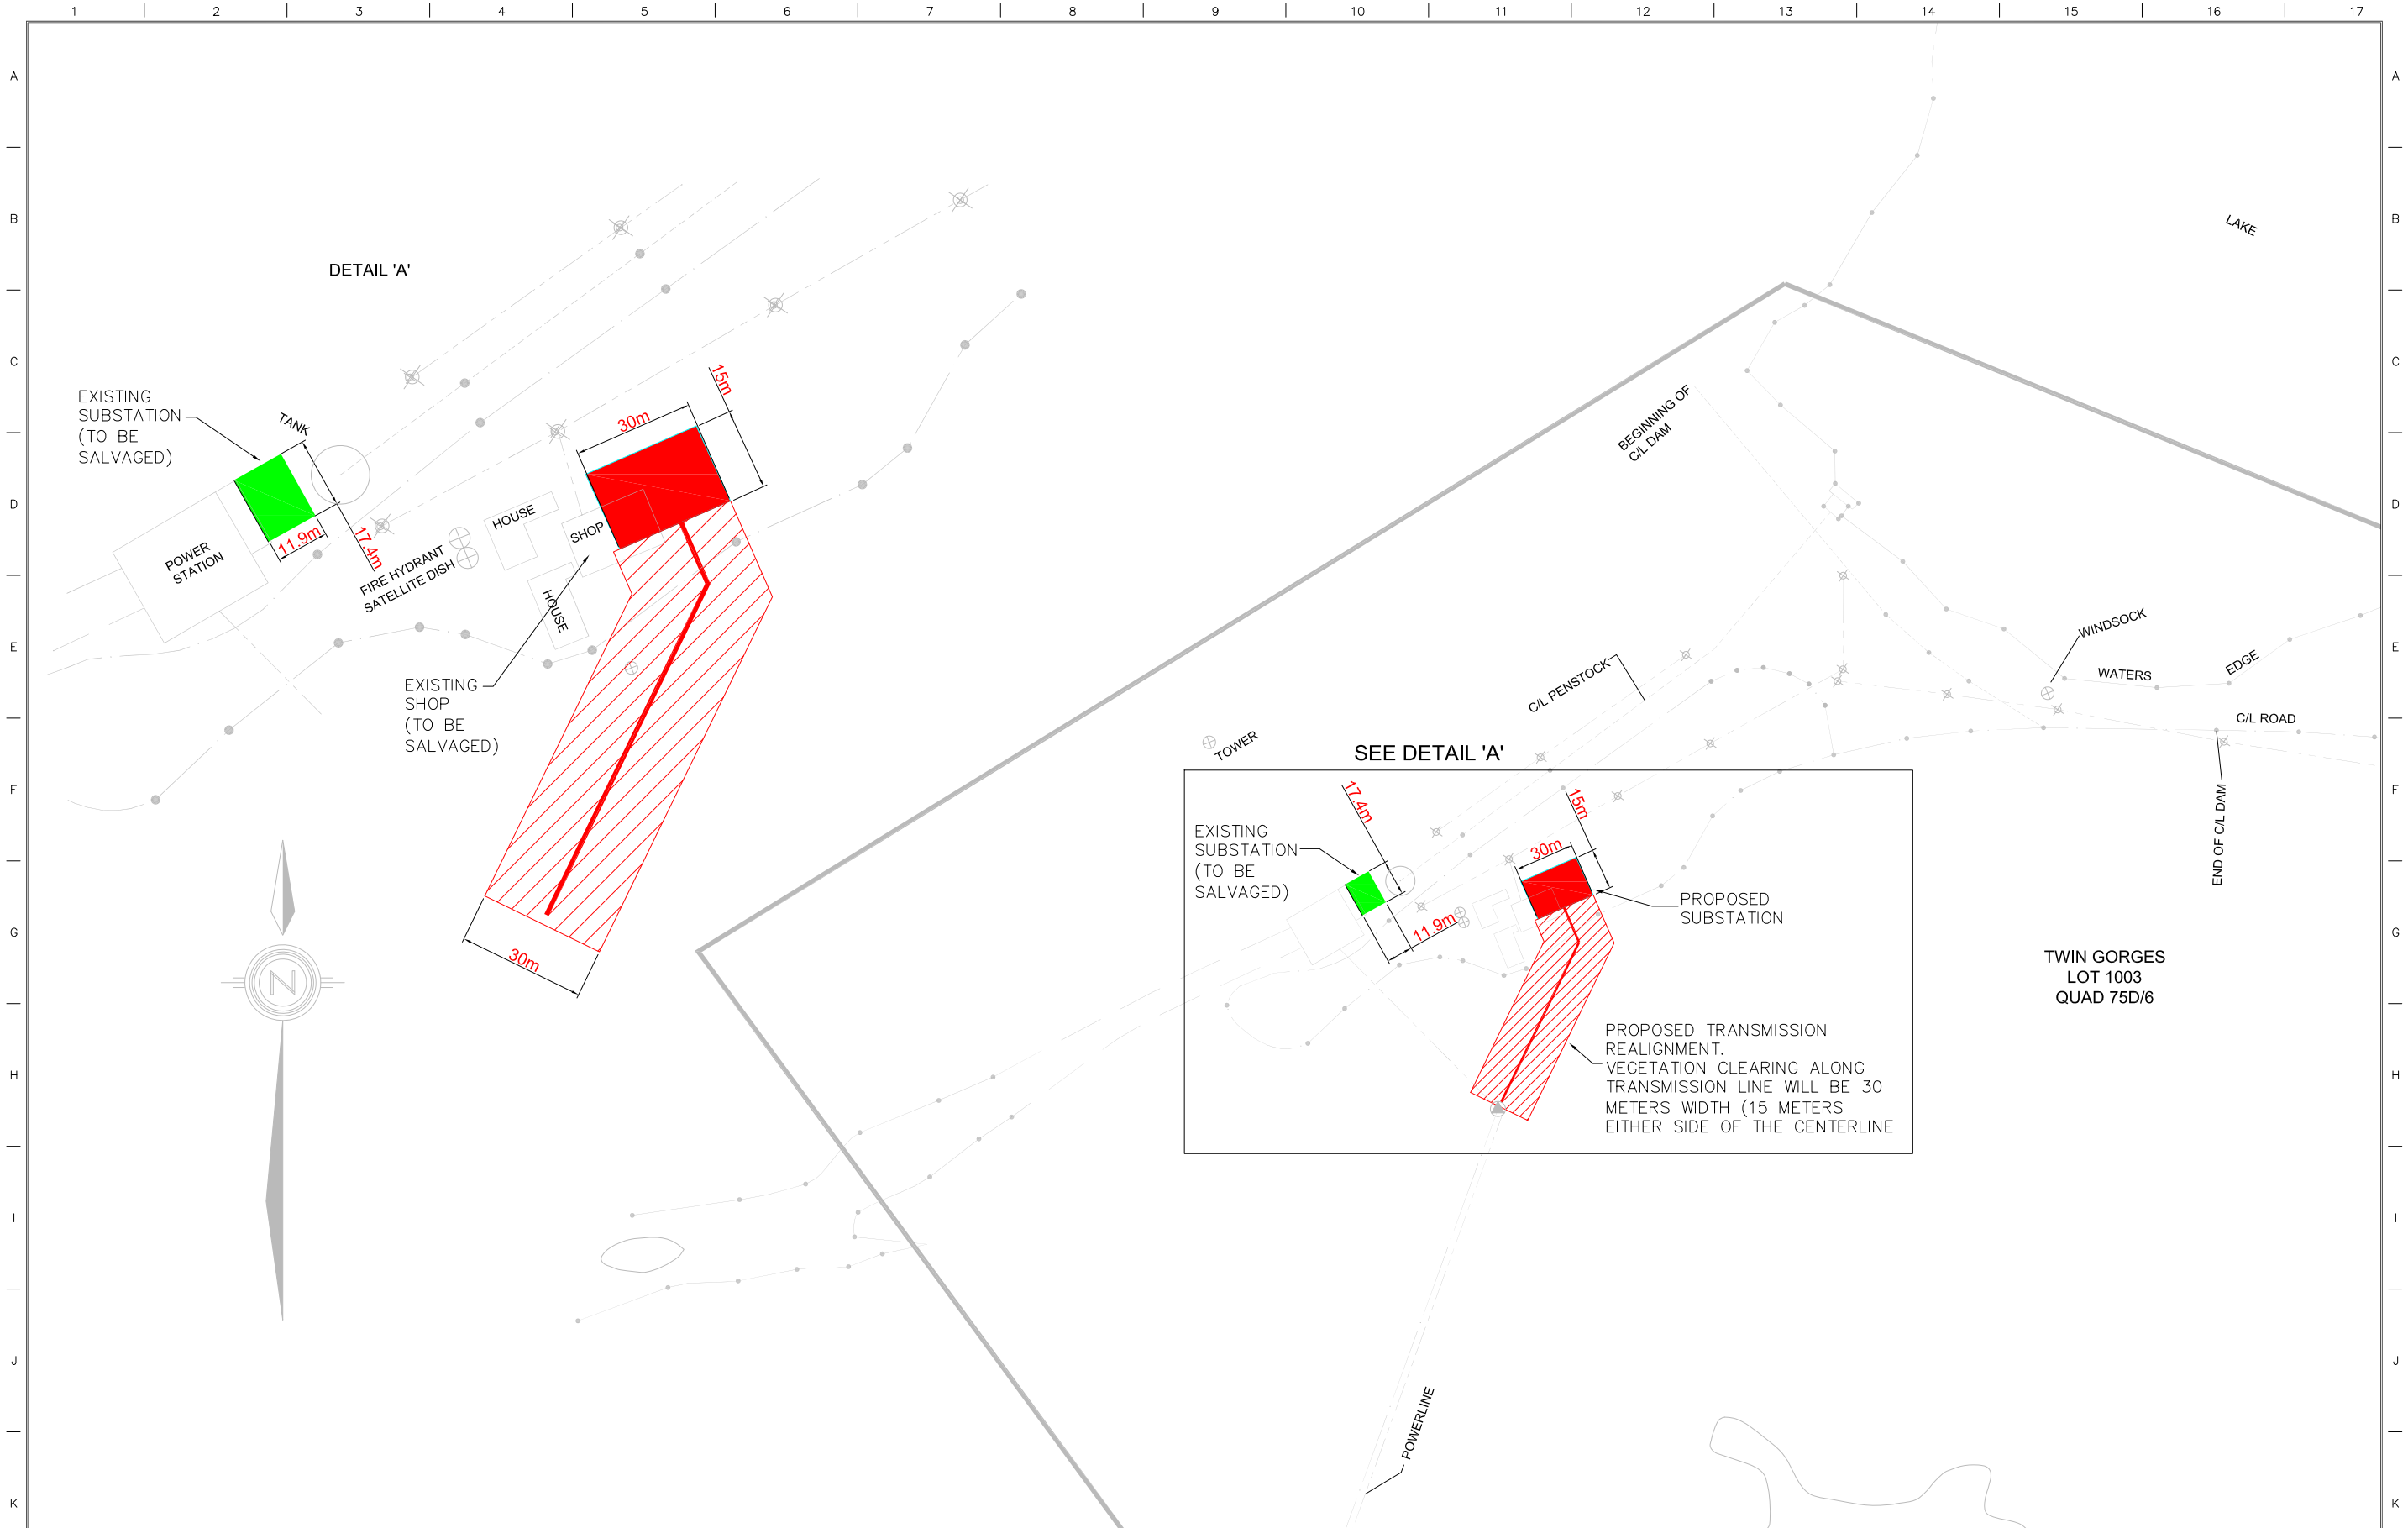 1 2 3 4 5 6 7 8 9 10 11 12 13 14 15 16 17
A
A
B
B
LAKE
DETAIL 'A'
C
C
15m
EXISTING
SUBSTATION
(TO BE
SALVAGED)
TANK
30m
BEGINNING OF
C/L DAM
D
D
HOUSE
SHOP
11.9m
17.4m
POWER
STATION
FIRE HYDRANT
SATELLITE DISH
HOUSE
E
E
WINDSOCK
WATERS
EDGE
C/L PENSTOCK
EXISTING
SHOP
(TO BE
SALVAGED)
C/L ROAD
TOWER
SEE DETAIL 'A'
F
F
17.4m
15m
END OF C/L DAM
EXISTING
SUBSTATION
(TO BE
SALVAGED)
30m
PROPOSED
SUBSTATION
11.9m
G
G
30m
N
TWIN GORGES
LOT 1003
QUAD 75D/6
PROPOSED TRANSMISSION
REALIGNMENT.
VEGETATION CLEARING ALONG
TRANSMISSION LINE WILL BE 30
METERS WIDTH (15 METERS
EITHER SIDE OF THE CENTERLINE
H
H
I
I
J
J
POWERLINE
K
K